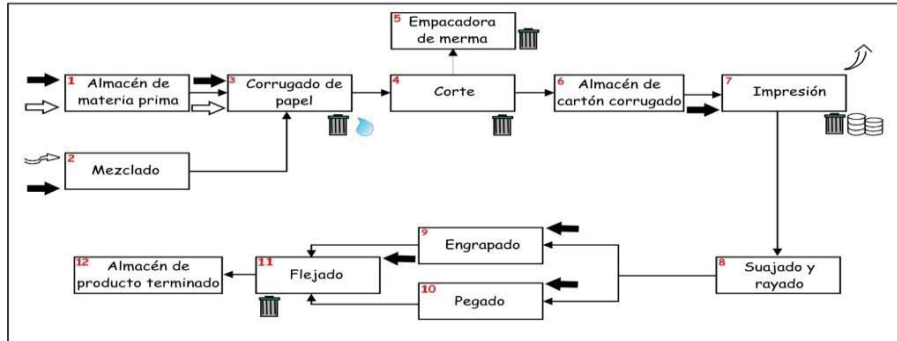 5 Empacadora
de merma
1 Almacén de
materia prima
3 Corrugado de
papel
4 Corte
6 Almacén de
cartón corrugado
7 Impresión
2 Mezclado
9 Engrapado
12 Almacén de
producto terminado
11 Flejado
10 Pegado
8 Suajado y
rayado